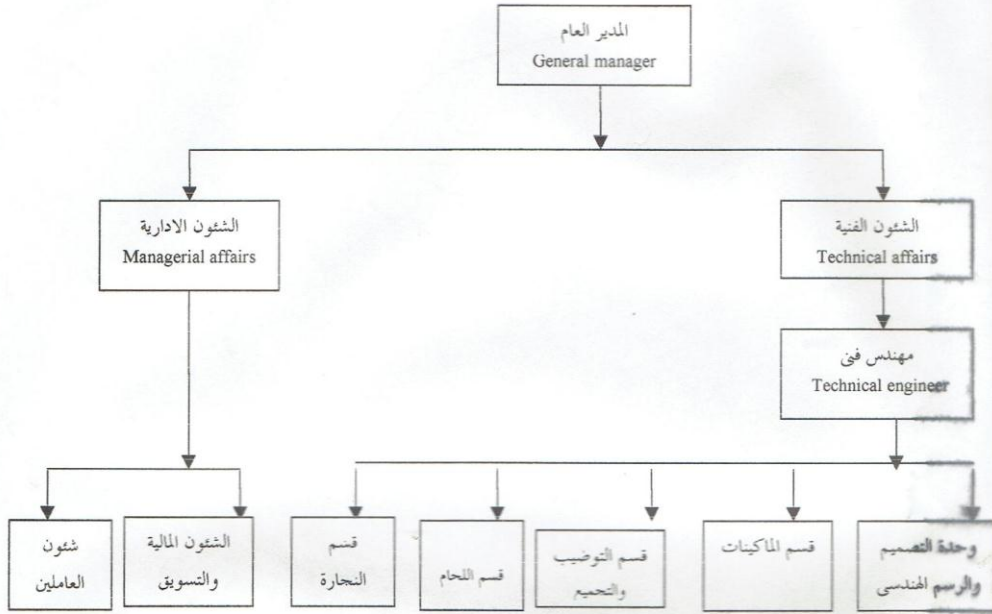 المدير العام
General manager
الشئون الفنية
Technical affairs
الشئون الادارية
Managerial affairs
مهندس فنى
Technical engineer
وحدة التصميم
والرسم الهندسى
قسم الماكينات
قسم التوضيب
والتجميع
قسم اللحام
قسم
النجارة
الشئون المالية
والتسويق
شئون
العاملين